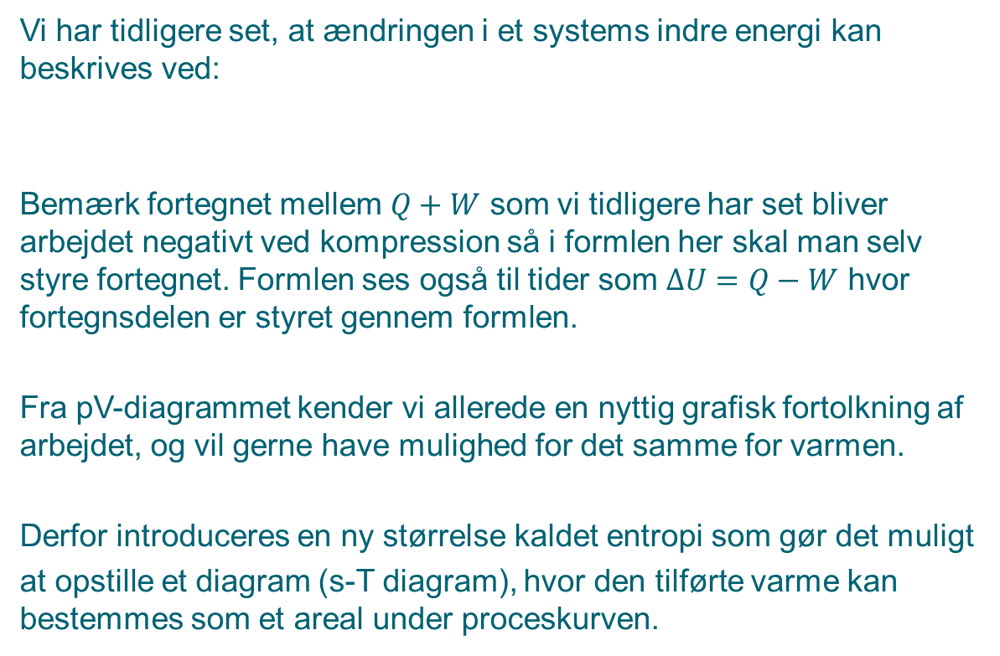 Vi har tidligere set, at ændringen i et systems indre energi kan
beskrives ved:
Bemærk fortegnet mellem Q + W som vi tidligere har set bliver
arbejdet negativt ved kompression så i formlen her skal man selv
styre fortegnet. Formlen ses også til tider som ΔU = Q − W hvor
fortegnsdelen er styret gennem formlen.
Fra pV-diagrammet kender vi allerede en nyttig grafisk fortolkning af
arbejdet, og vil gerne have mulighed for det samme for varmen.
Derfor introduceres en ny størrelse kaldet entropi som gør det muligt
at opstille et diagram (s-T diagram), hvor den tilførte varme kan
bestemmes som et areal under proceskurven.